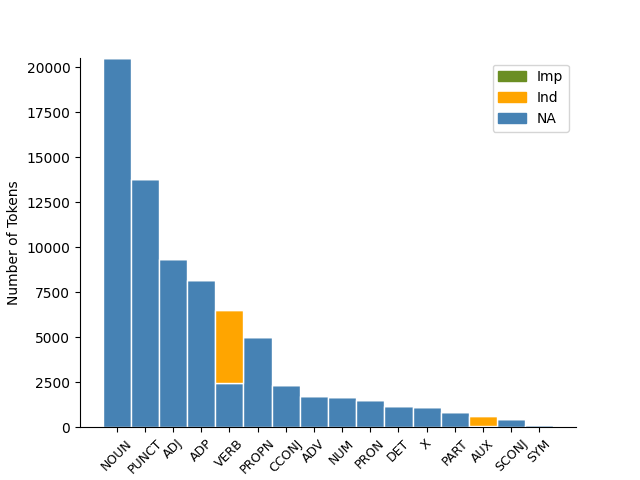 Imp
Ind
NA
20000
17500
15000
12500
10000
7500
5000
2500
0
Number of Tokens
NOUN
PUNCT
ADJ
ADP
VERB
PROPN
CCONJ
ADV
NUM
PRON
DET
X
PART
AUX
SCONJ
SYM